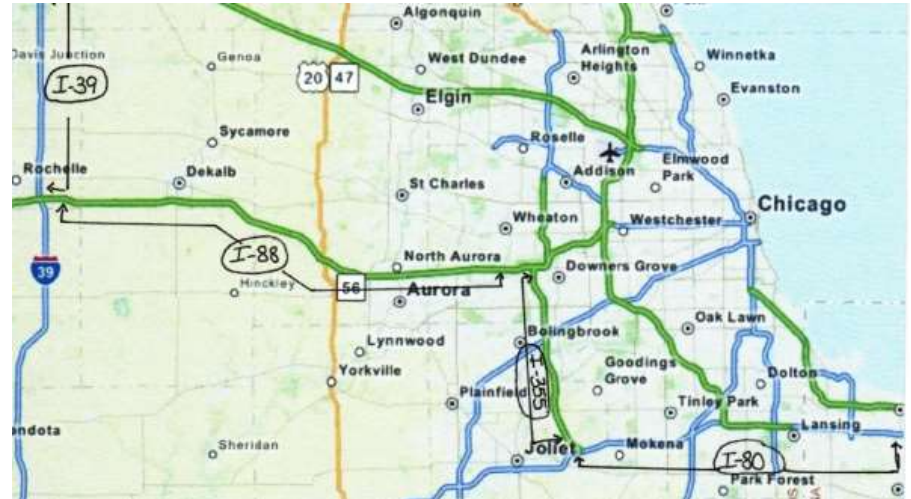 Algonquin
Davis Junction
Genoa
West Dundee
Arlington
Heights
Winnetka
I-39
20 47
Elgin
Evanston
Sycamore
Roselle
Rochelle
Dekalb
Addison
Elmwood
Park
St Charles
Chicago
Wheaton
Westchester
I-88
North Aurora
39
56
Downers Grove
Hinckley
Aurora
Oak Lawn
Bolingbrook
Lynnwood
I-355
Goodings
Grove
Dolton
Yorkville
Plainfield
Tinley Park
Lansing
ndota
Sheridan
Joliet
Mokena
I-80
Park Forest